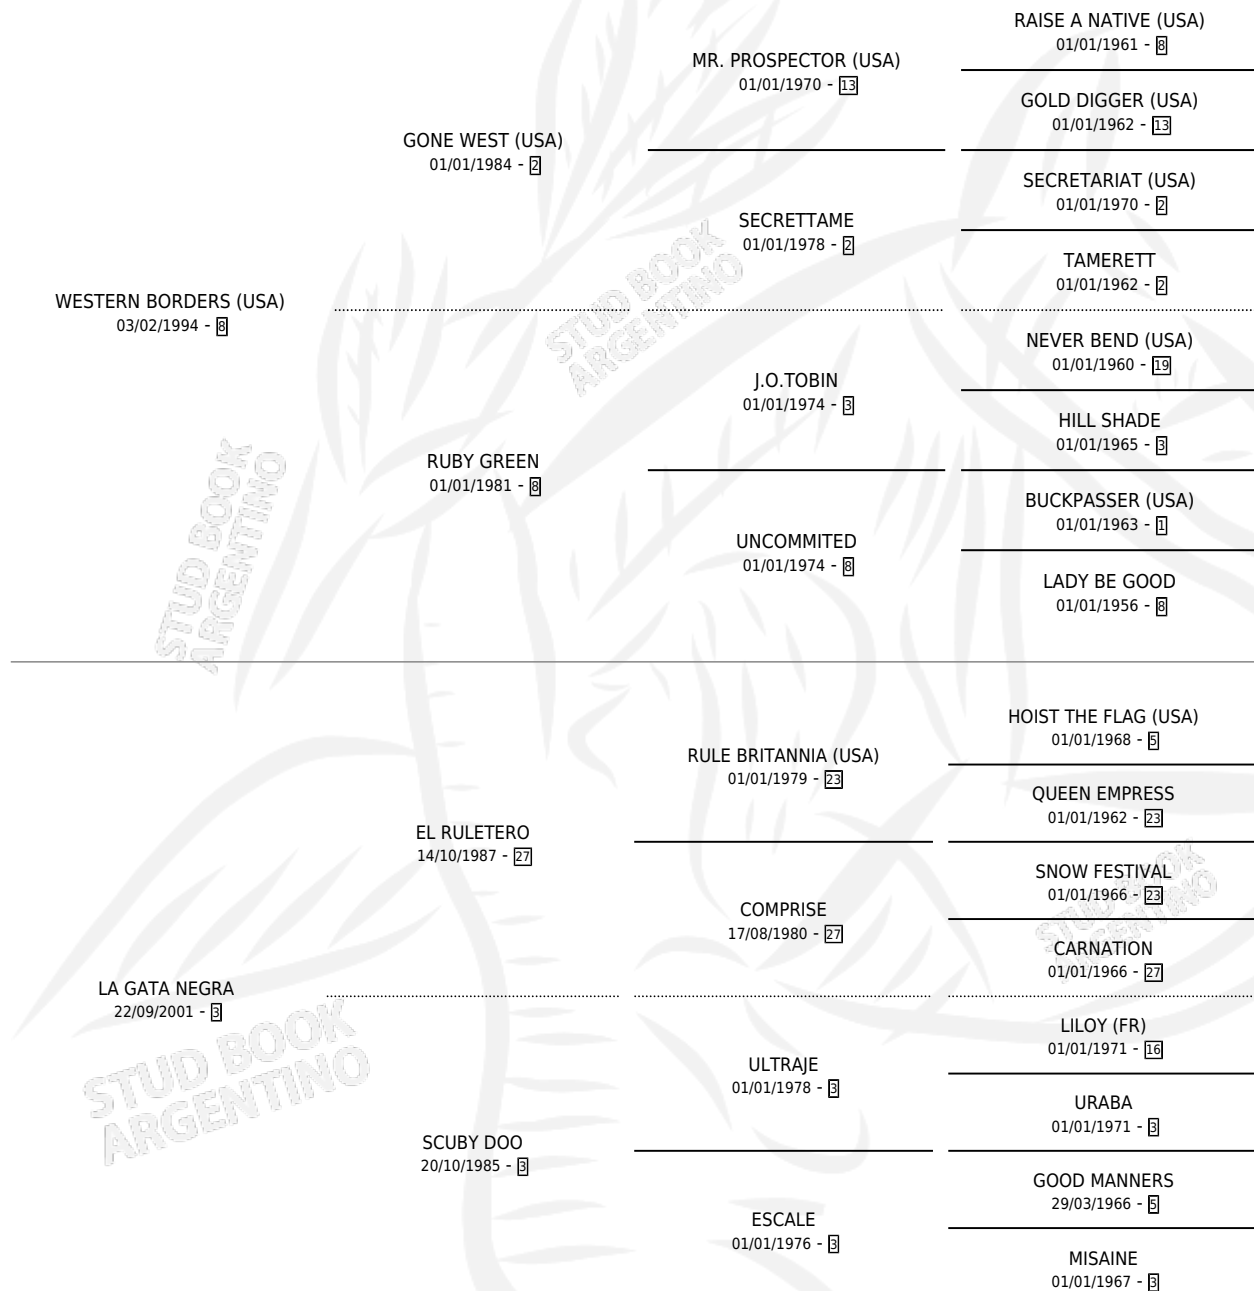 RAISE A NATIVE (USA)
01/01/1961 - 8
MR. PROSPECTOR (USA)
01/01/1970 - 13
GOLD DIGGER (USA)
01/01/1962 - 13
GONE WEST (USA)
01/01/1984 - 2
SECRETARIAT (USA)
01/01/1970 - 2
SECRETTAME
01/01/1978 - 2
TAMERETT
01/01/1962 - 2
WESTERN BORDERS (USA)
03/02/1994 - 8
NEVER BEND (USA)
01/01/1960 - 19
J.O.TOBIN
01/01/1974 - 3
HILL SHADE
01/01/1965 - 3
RUBY GREEN
01/01/1981 - 8
BUCKPASSER (USA)
01/01/1963 - 1
UNCOMMITED
01/01/1974 - 8
LADY BE GOOD
01/01/1956 - 8
HOIST THE FLAG (USA)
01/01/1968 - 5
RULE BRITANNIA (USA)
01/01/1979 - 23
QUEEN EMPRESS
01/01/1962 - 23
EL RULETERO
14/10/1987 - 27
SNOW FESTIVAL
01/01/1966 - 23
COMPRISE
17/08/1980 - 27
CARNATION
01/01/1966 - 27
LA GATA NEGRA
22/09/2001 - 3
LILOY (FR)
01/01/1971 - 16
ULTRAJE
01/01/1978 - 3
URABA
01/01/1971 - 3
SCUBY DOO
20/10/1985 - 3
GOOD MANNERS
29/03/1966 - 5
ESCALE
01/01/1976 - 3
MISAINE
01/01/1967 - 3
STUD BOOK
ARGENTINO
STUD BOOK
ARGENTINO
STUD BOOK
ARGENTINO
STUD BOOK
ARGENTINO